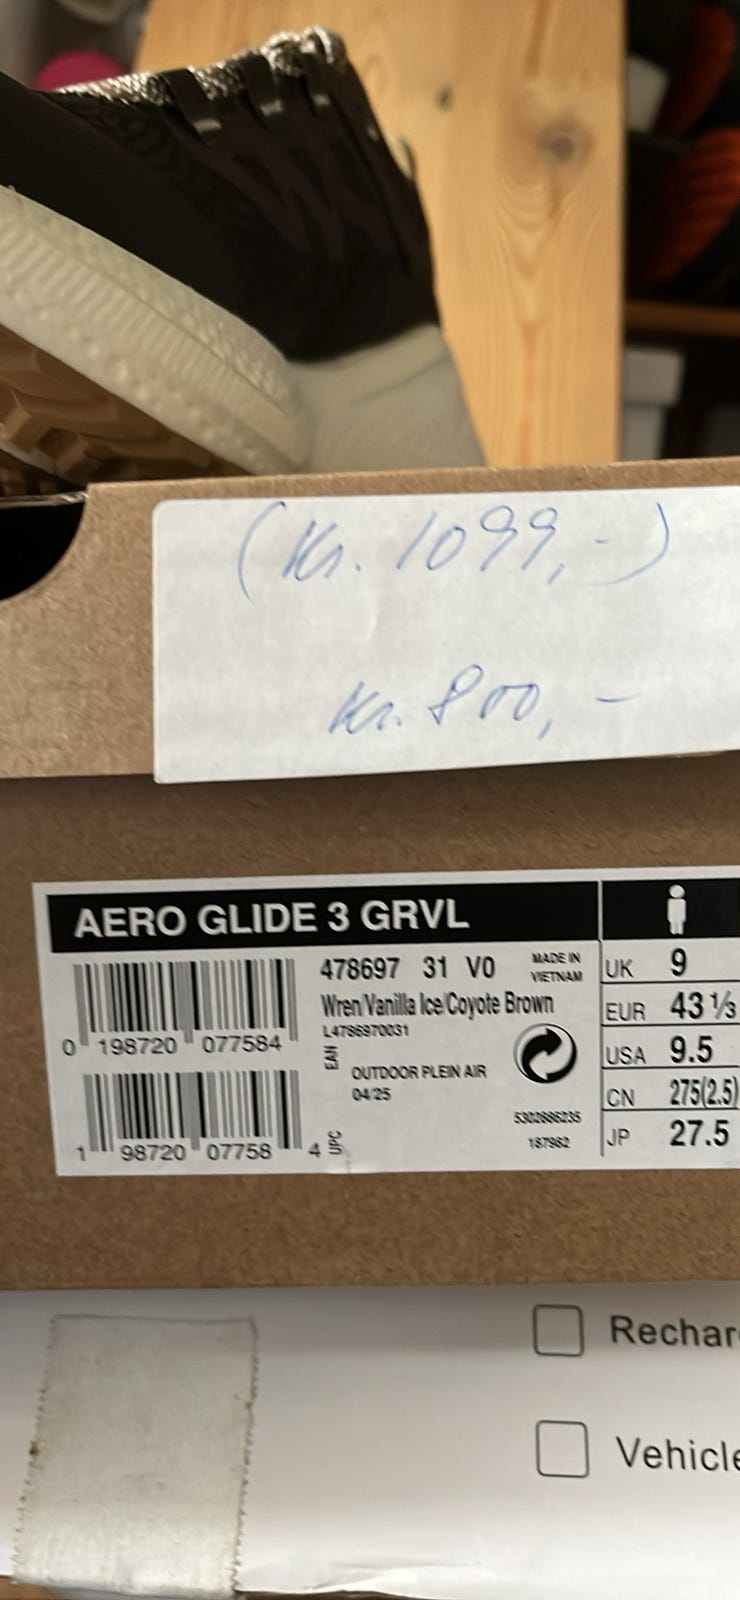 (Kr. 1099,-)
Kr. 800,-
AERO GLIDE 3 GRVL
478697 31 V0
MADE IN
VIETNAM
Wren/Vanilla Ice/Coyote Brown
L4786970031
0 198720 077584
EAN
OUTDOOR PLEIN AIR
04/25
5302886235
187962
1 98720 07758 4
UPC
UK 9
EUR 43 ⅓
USA 9.5
CN 275(2.5)
JP 27.5
Rechar
Vehicle